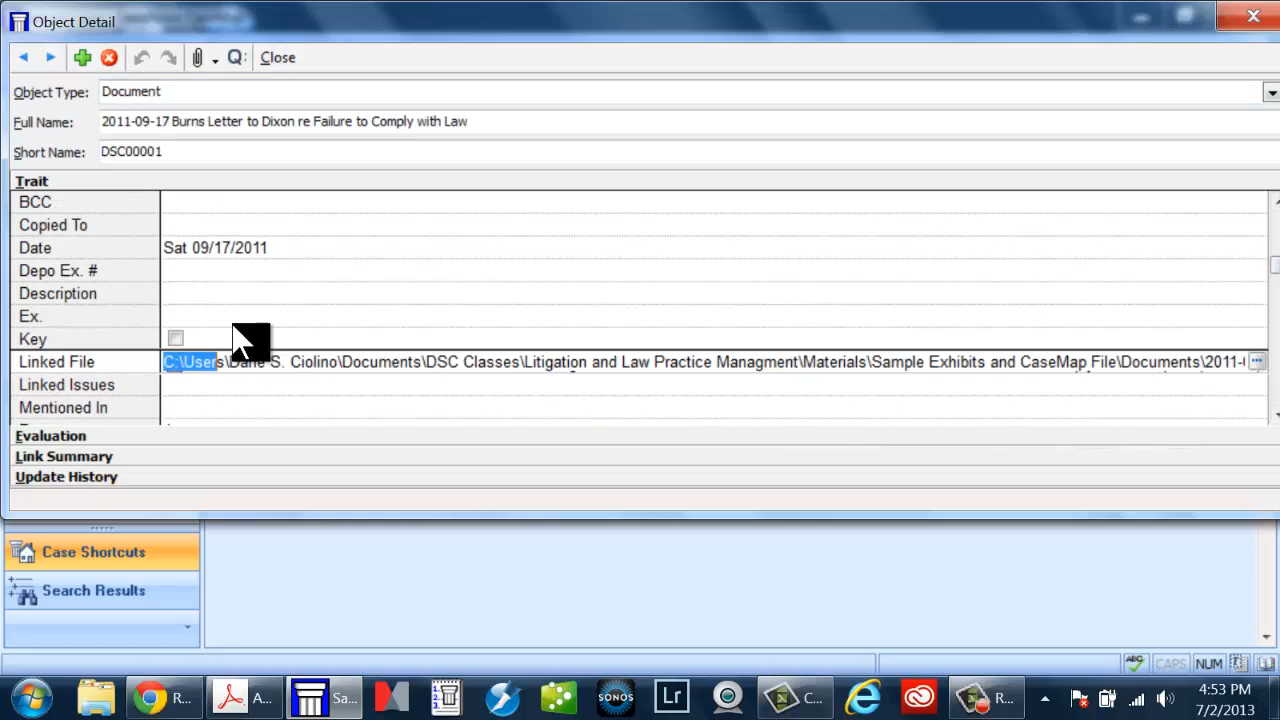 Object Detail
Q: Close
Object Type: Document
Full Name: 2011-09-17 Burns Letter to Dixon re Failure to Comply with Law
Short Name: DSC00001
Trait
BCC
Copied To
Date Sat 09/17/2011
Depo Ex. #
Description
Ex.
Key
Linked File C:\Users\Dane S. Ciolino\Documents\DSC Classes\Litigation and Law Practice Managment\Materials\Sample Exhibits and CaseMap File\Documents\2011-
Linked Issues
Mentioned In
Evaluation
Link Summary
Update History
Case Shortcuts
Search Results
CAPS NUM
R... A... Sa... SONOS Lr C... R... 4:53 PM
7/2/2013